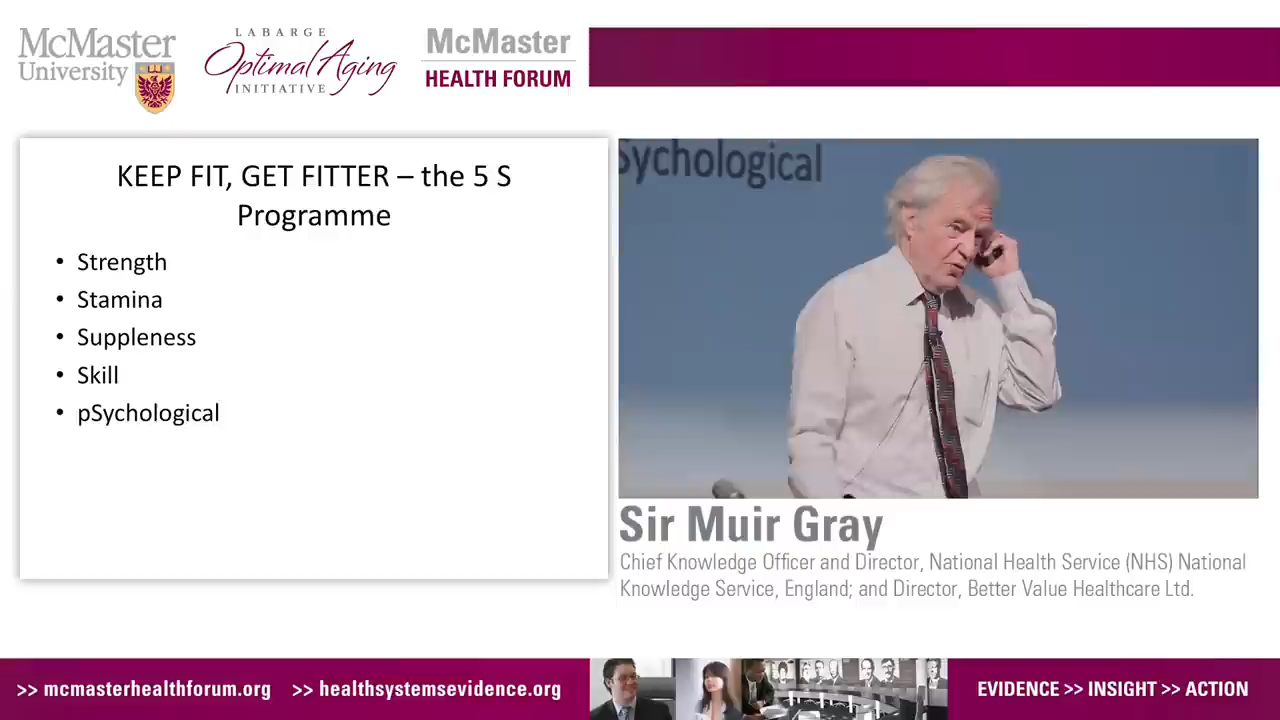 McMaster
University
LABARGE
Optimal Aging
INITIATIVE
McMaster
HEALTH FORUM
KEEP FIT, GET FITTER – the 5 S
Programme
• Strength
• Stamina
• Suppleness
• Skill
• pSychological
Sychological
Sir Muir Gray
Chief Knowledge Officer and Director, National Health Service (NHS) National
Knowledge Service, England; and Director, Better Value Healthcare Ltd.
>> mcmasterhealthforum.org >> healthsystemsevidence.org
EVIDENCE >> INSIGHT >> ACTION